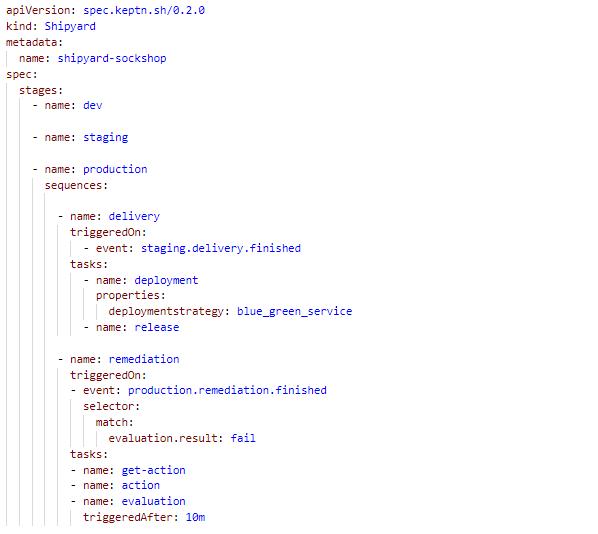 apiVersion: spec.keptn.sh/0.2.0
kind: Shipyard
metadata:
  name: shipyard-sockshop
spec:
  stages:
    - name: dev

    - name: staging

    - name: production
      sequences:

        - name: delivery
          triggeredOn:
            - event: staging.delivery.finished
          tasks:
            - name: deployment
              properties:
                deploymentstrategy: blue_green_service
            - name: release

        - name: remediation
          triggeredOn:
          - event: production.remediation.finished
            selector:
              match:
                evaluation.result: fail
          tasks:
          - name: get-action
          - name: action
          - name: evaluation
            triggeredAfter: 10m